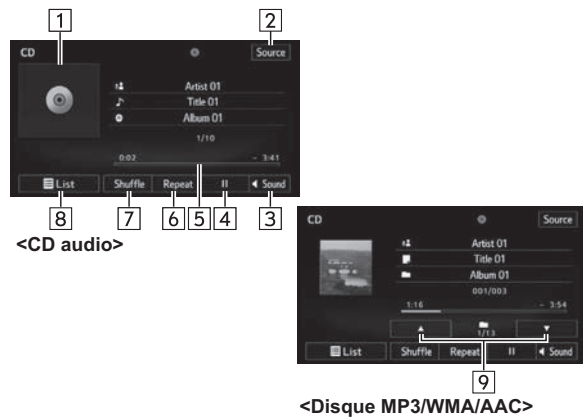 1 2
CD Source
Artist 01
Title 01
Album 01
1/10
0:02 - 3:41
List Shuffle Repeat II Sound
8 7 6 5 4 3
<CD audio>
CD Source
Artist 01
Title 01
Album 01
001/003
1:16 - 3:54
1/13
List Shuffle Repeat II Sound
9
<Disque MP3/WMA/AAC>